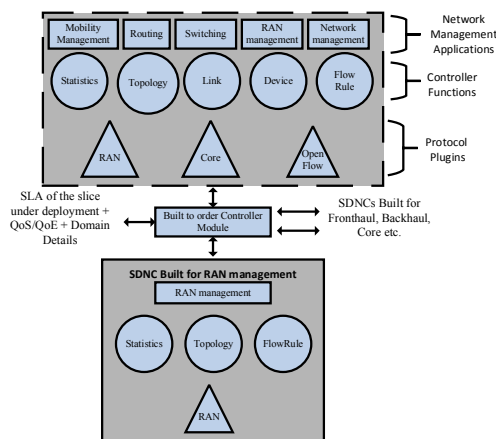 Mobility
Management
Routing
Switching
RAN
management
Network
management
Network
Management
Applications
Statistics
Topology
Link
Device
Flow
Rule
Controller
Functions
RAN
Core
Open
Flow
Protocol
Plugins
SLA of the slice
under deployment +
QoS/QoE + Domain
Details
Built to order Controller
Module
SDNCs Built for
Fronthaul, Backhaul,
Core etc.
SDNC Built for RAN management
RAN management
Statistics
Topology
FlowRule
RAN